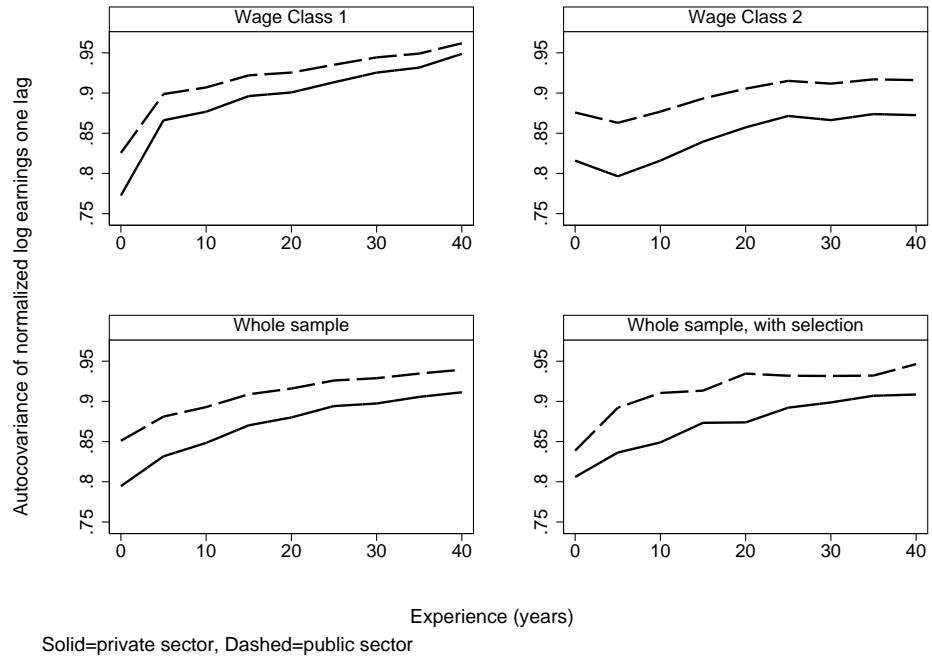 Wage Class 1
Wage Class 2
.75 .8 .85 .9 .95
0 10 20 30 40
.75 .8 .85 .9 .95
0 10 20 30 40
Whole sample
Whole sample, with selection
.75 .8 .85 .9 .95
0 10 20 30 40
.75 .8 .85 .9 .95
0 10 20 30 40
Autocovariance of normalized log earnings one lag
Experience (years)
Solid=private sector, Dashed=public sector